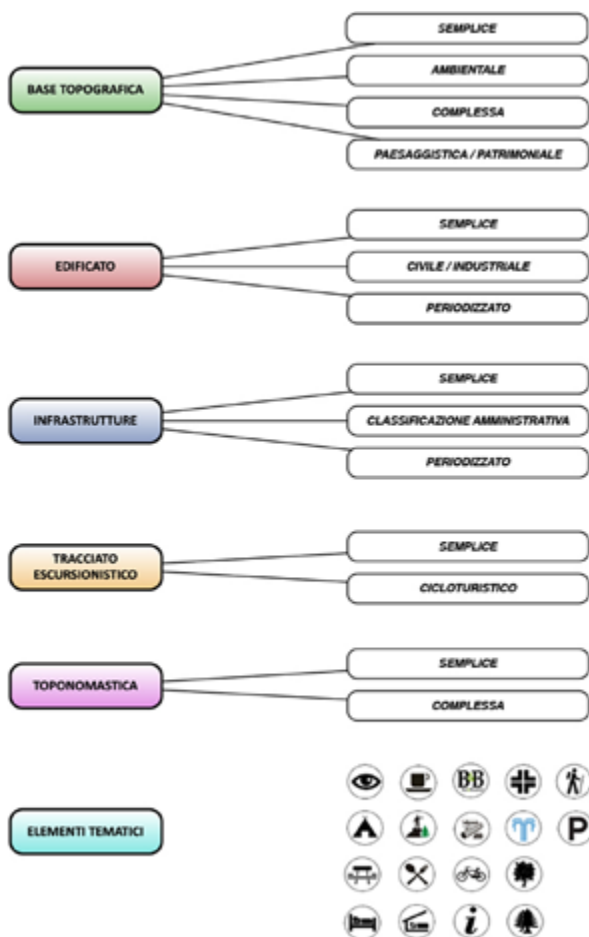 SEMPLICE
AMBIENTALE
BASE TOPOGRAFICA
COMPLESSA
PAESAGGISTICA / PATRIMONIALE
SEMPLICE
EDIFICATO
CIVILE / INDUSTRIALE
PERIODIZZATO
SEMPLICE
INFRASTRUTTURE
CLASSIFICAZIONE AMMINISTRATIVA
PERIODIZZATO
TRACCIATO
ESCURSIONISTICO
SEMPLICE
CICLOTURISTICO
TOPONOMASTICA
SEMPLICE
COMPLESSA
ELEMENTI TEMATICI
B&B
P
i